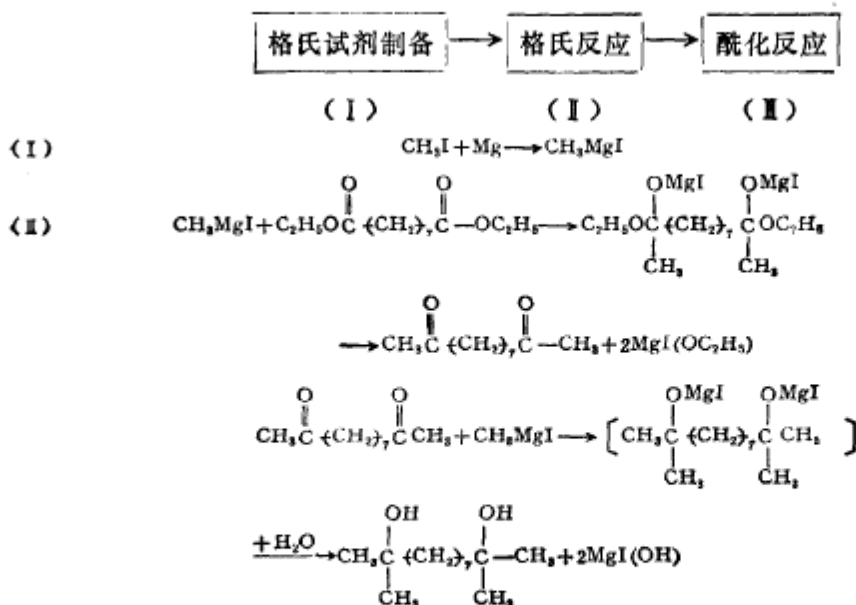 格氏试剂制备 → 格氏反应 → 酰化反应
(Ⅰ) (Ⅱ) (Ⅲ)
(Ⅰ) CH₃I+Mg→CH₃MgI
O O OMgI OMgI
(Ⅱ) CH₃MgI+C₂H₅OC-(CH₂)₇C-OC₂H₅→C₂H₅OC-(CH₂)₇C-OC₂H₅
CH₃ CH₃
O O
→CH₃C-(CH₂)₇C-CH₃+2MgI(OC₂H₅)
O O OMgI OMgI
CH₃C-(CH₂)₇CCH₃+CH₃MgI→[CH₃C-(CH₂)₇C-CH₃]
CH₃ CH₃
OH OH
+H₂O→CH₃C-(CH₂)₇C-CH₃+2MgI(OH)
CH₃ CH₃